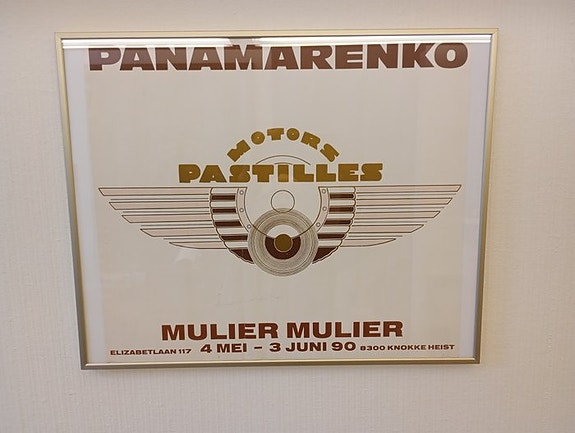 PANAMARENKO
MOTORS
PASTILLES
MULIER MULIER
ELIZABETLAAN 117 4 MEI – 3 JUNI 90 8300 KNOKKE HEIST